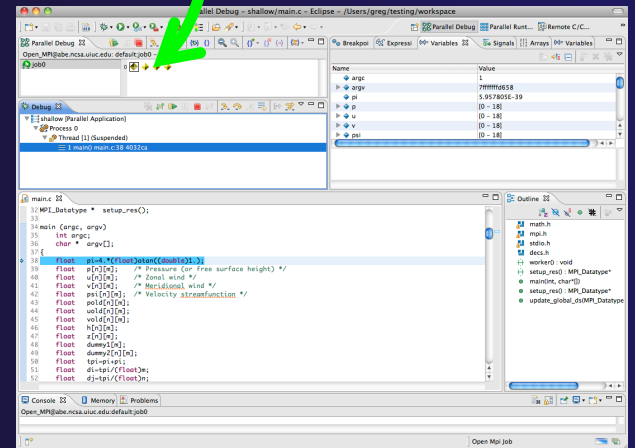 Parallel Debug - shallow/main.c - Eclipse - /Users/greg/testing/workspace
Parallel Debug Parallel Runt... Remote C/C...
Parallel Debug
Open_MPI@abe.ncsa.uiuc.edu:default:job0
job0
0
Breakpoi Expressi Variables Signals Arrays Variables
Name Value
argc 1
argv 7fffffffd658
pi 5.957805E-39
p [0 – 18]
u [0 – 18]
v [0 – 18]
psi [0 – 18]
Debug
shallow [Parallel Application]
Process 0
Thread [1] (Suspended)
1 main() main.c:38 4032ca
main.c
32 MPI_Datatype * setup_res();
33
34 main (argc, argv)
35 int argc;
36 char * argv[];
37 {
38 float pi=4.*(float)atan((double)1.);
39 float p[n][m]; /* Pressure (or free surface height) */
40 float u[n][m]; /* Zonal wind */
41 float v[n][m]; /* Meridional wind */
42 float psi[n][m]; /* Velocity streamfunction */
43 float pold[n][m];
44 float uold[n][m];
45 float vold[n][m];
46 float h[n][m];
47 float z[n][m];
48 float dummy1[m];
49 float dummy2[n][m];
50 float tpi=pi+pi;
51 float di=tpi/(float)m;
52 float dj=tpi/(float)n;
Outline
math.h
mpi.h
stdio.h
decs.h
worker() : void
setup_res() : MPI_Datatype*
main(int, char*[])
setup_res() : MPI_Datatype*
update_global_ds(MPI_Datatype
Console Memory Problems
Open_MPI@abe.ncsa.uiuc.edu:default:job0
Open Mpi Job